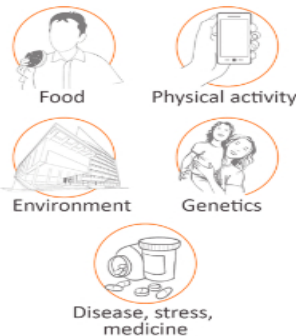 Food
Physical activity
Environment
Genetics
Disease, stress,
medicine